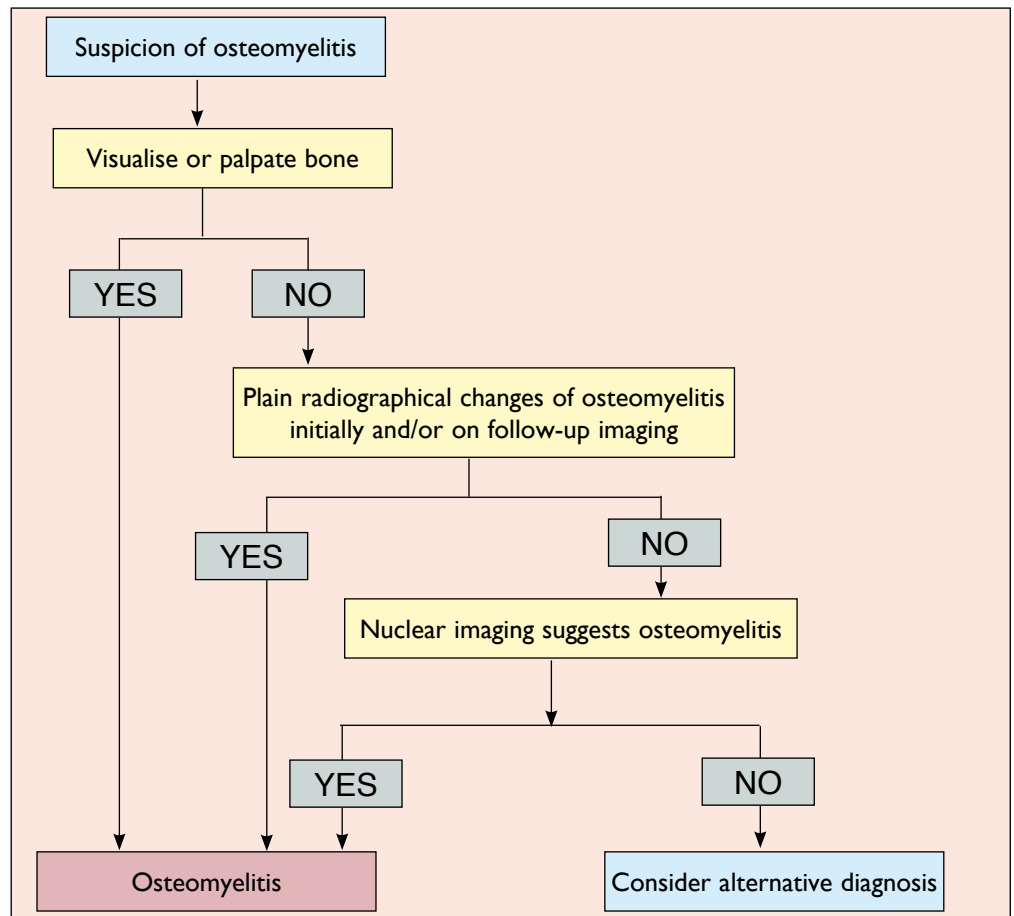 Suspicion of osteomyelitis
Visualise or palpate bone
YES
NO
Plain radiographical changes of osteomyelitis
initially and/or on follow-up imaging
YES
NO
Nuclear imaging suggests osteomyelitis
YES
NO
Osteomyelitis
Consider alternative diagnosis